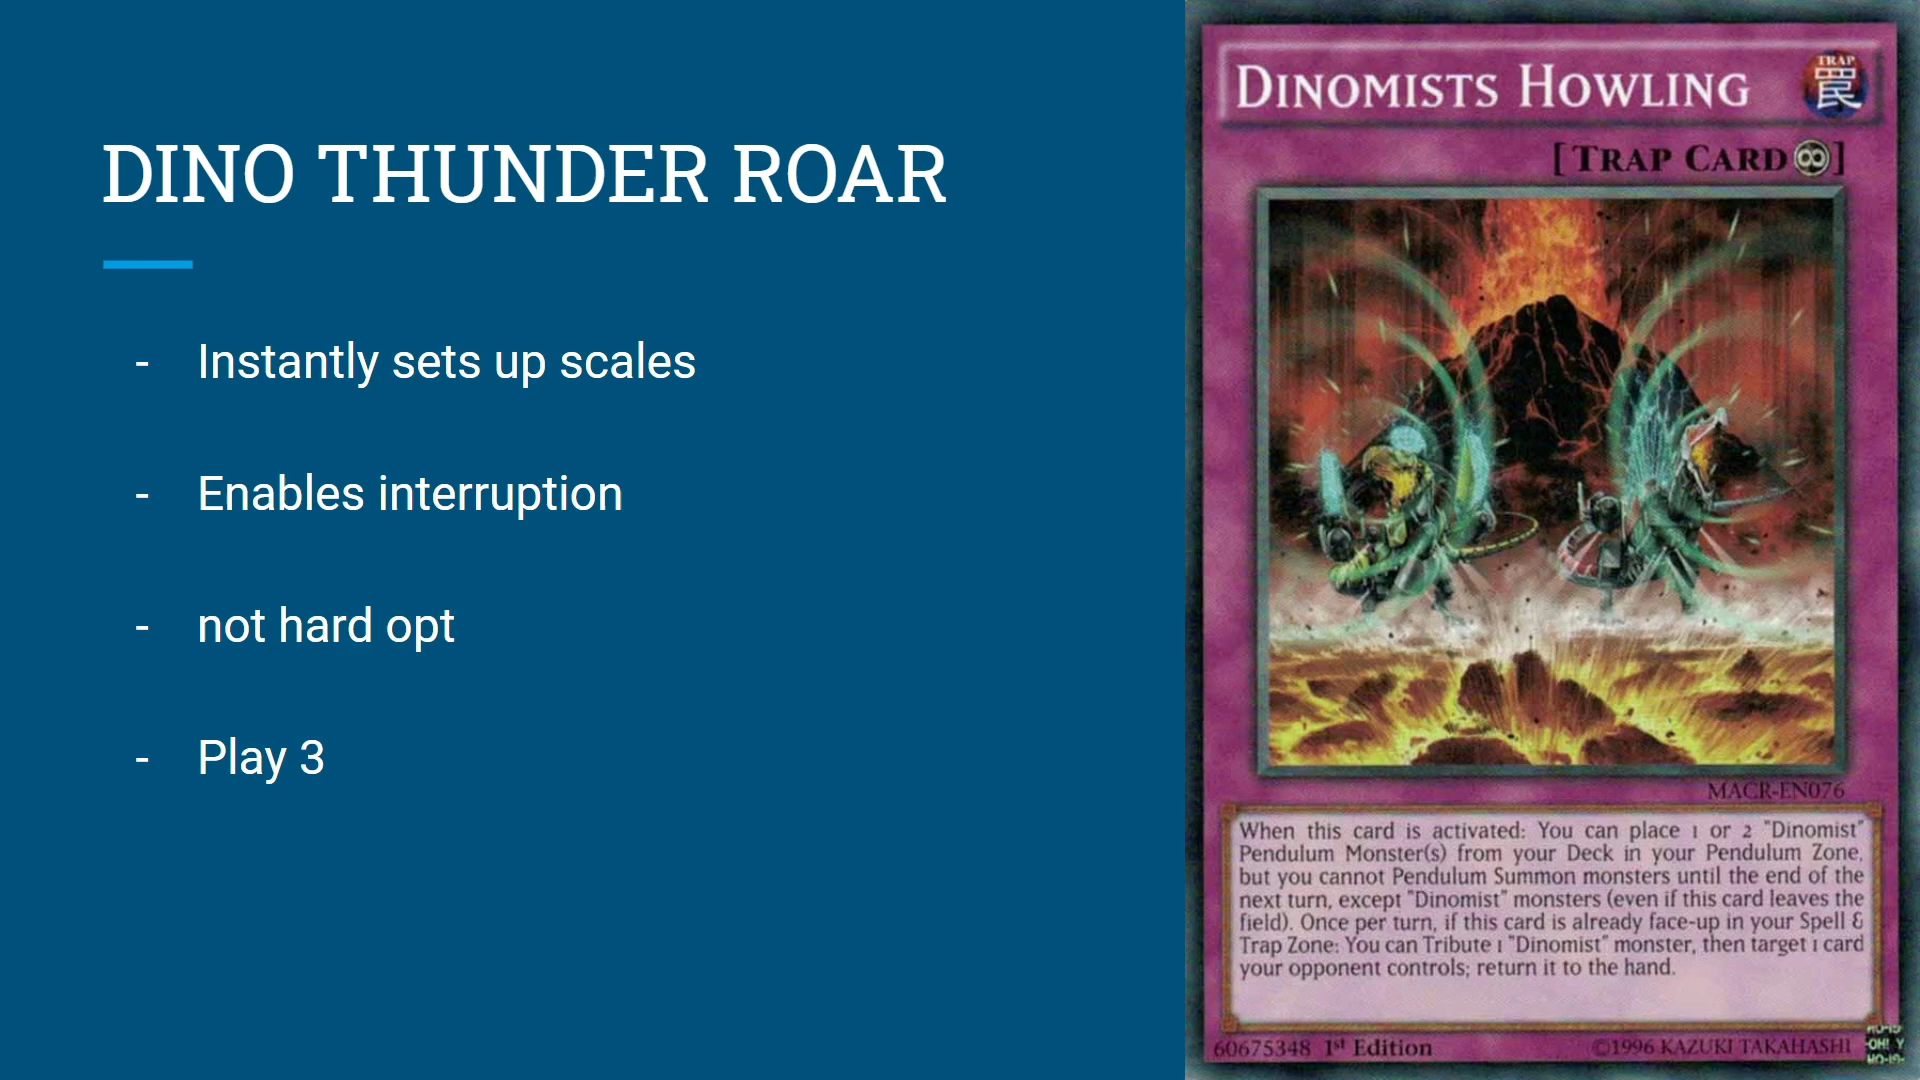 DINO THUNDER ROAR
- Instantly sets up scales
- Enables interruption
- not hard opt
- Play 3
DINOMISTS HOWLING
TRAP
罠
[TRAP CARD ∞]
MACR-EN076
When this card is activated: You can place 1 or 2 "Dinomist"
Pendulum Monster(s) from your Deck in your Pendulum Zone,
but you cannot Pendulum Summon monsters until the end of the
next turn, except "Dinomist" monsters (even if this card leaves the
field). Once per turn, if this card is already face-up in your Spell &
Trap Zone: You can Tribute 1 "Dinomist" monster, then target 1 card
your opponent controls; return it to the hand.
60675348 1st Edition
©1996 KAZUKI TAKAHASHI